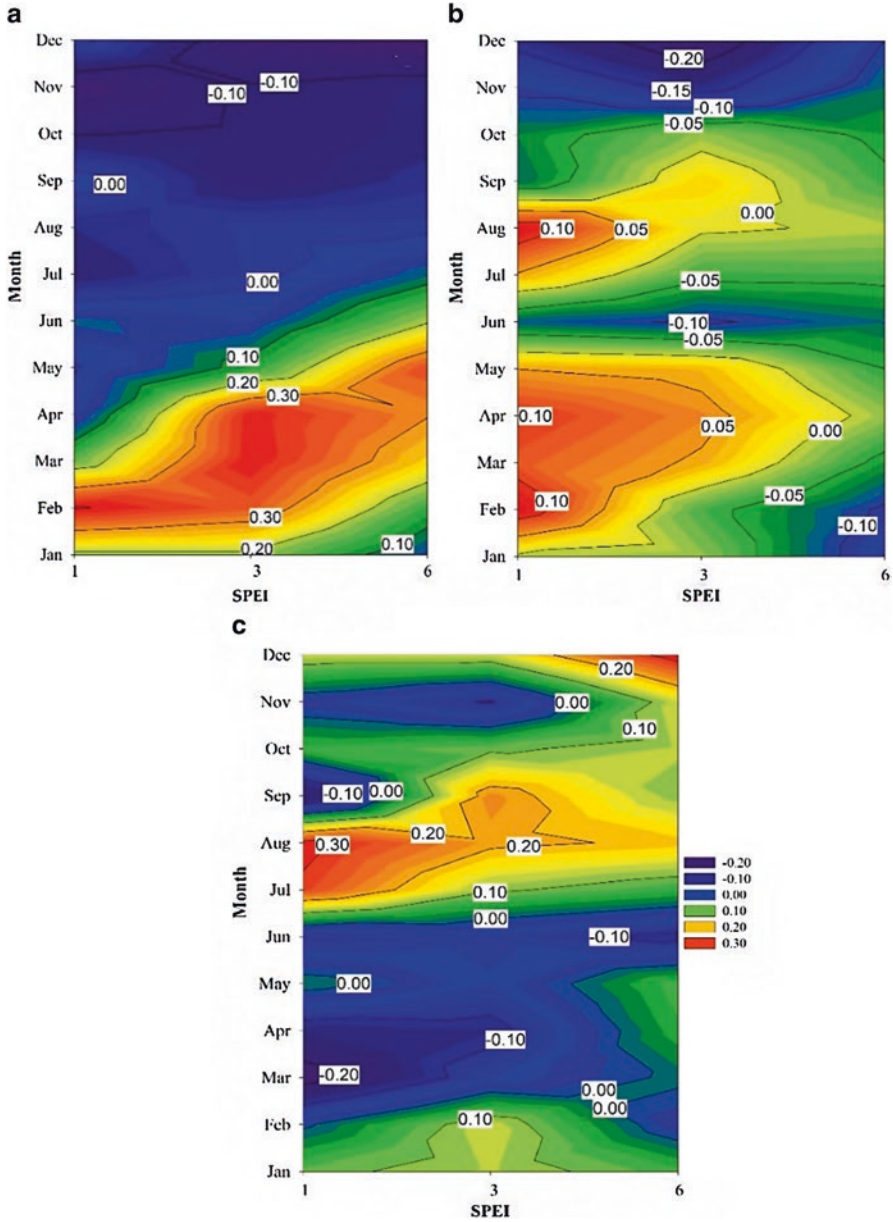 a
Dec
Nov
Oct
Sep
Aug
Jul
Jun
May
Apr
Mar
Feb
Jan
Month
-0.10
-0.10
0.00
0.00
0.10
0.20
0.30
0.30
0.20
0.10
1
3
6
SPEI
b
Dec
Nov
Oct
Sep
Aug
Jul
Jun
May
Apr
Mar
Feb
Jan
Month
-0.20
-0.15
-0.10
-0.05
0.00
0.10
0.05
-0.05
-0.10
-0.05
0.10
0.05
0.00
0.10
-0.05
-0.10
1
3
6
SPEI
c
Dec
Nov
Oct
Sep
Aug
Jul
Jun
May
Apr
Mar
Feb
Jan
Month
0.20
0.00
0.10
-0.10
0.00
0.20
0.30
0.20
0.10
0.00
-0.10
0.00
-0.10
-0.20
0.00
0.00
0.10
1
3
6
SPEI
-0.20
-0.10
0.00
0.10
0.20
0.30